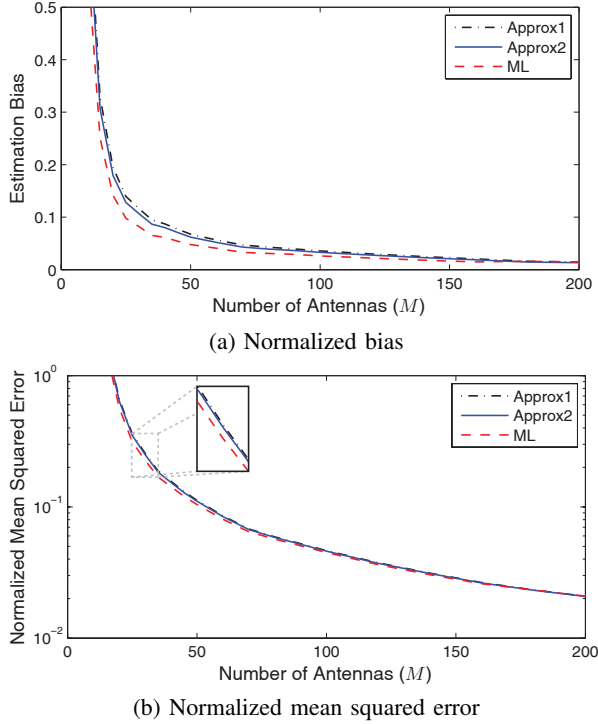 0.5
0.4
0.3
0.2
0.1
0
Estimation Bias
Approx1
Approx2
ML
0 50 100 150 200
Number of Antennas (M)
(a) Normalized bias
10^0
10^-1
10^-2
Normalized Mean Squared Error
Approx1
Approx2
ML
0 50 100 150 200
Number of Antennas (M)
(b) Normalized mean squared error